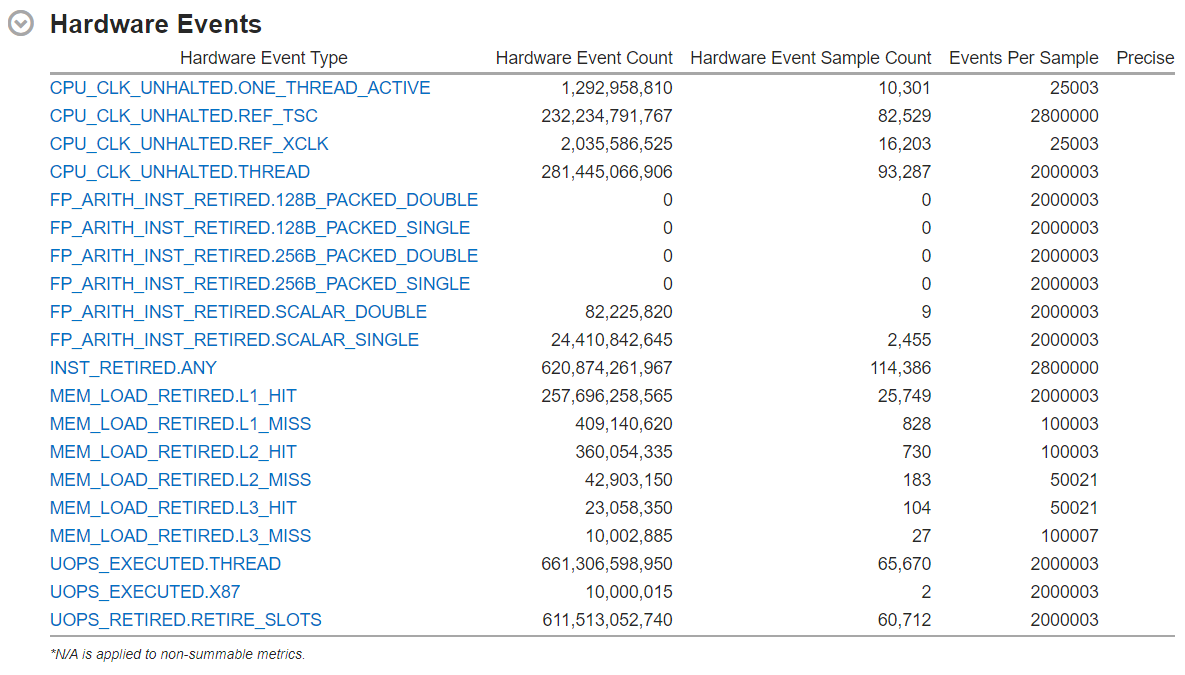 Hardware Events
Hardware Event Type Hardware Event Count Hardware Event Sample Count Events Per Sample Precise
CPU_CLK_UNHALTED.ONE_THREAD_ACTIVE 1,292,958,810 10,301 25003
CPU_CLK_UNHALTED.REF_TSC 232,234,791,767 82,529 2800000
CPU_CLK_UNHALTED.REF_XCLK 2,035,586,525 16,203 25003
CPU_CLK_UNHALTED.THREAD 281,445,066,906 93,287 2000003
FP_ARITH_INST_RETIRED.128B_PACKED_DOUBLE 0 0 2000003
FP_ARITH_INST_RETIRED.128B_PACKED_SINGLE 0 0 2000003
FP_ARITH_INST_RETIRED.256B_PACKED_DOUBLE 0 0 2000003
FP_ARITH_INST_RETIRED.256B_PACKED_SINGLE 0 0 2000003
FP_ARITH_INST_RETIRED.SCALAR_DOUBLE 82,225,820 9 2000003
FP_ARITH_INST_RETIRED.SCALAR_SINGLE 24,410,842,645 2,455 2000003
INST_RETIRED.ANY 620,874,261,967 114,386 2800000
MEM_LOAD_RETIRED.L1_HIT 257,696,258,565 25,749 2000003
MEM_LOAD_RETIRED.L1_MISS 409,140,620 828 100003
MEM_LOAD_RETIRED.L2_HIT 360,054,335 730 100003
MEM_LOAD_RETIRED.L2_MISS 42,903,150 183 50021
MEM_LOAD_RETIRED.L3_HIT 23,058,350 104 50021
MEM_LOAD_RETIRED.L3_MISS 10,002,885 27 100007
UOPS_EXECUTED.THREAD 661,306,598,950 65,670 2000003
UOPS_EXECUTED.X87 10,000,015 2 2000003
UOPS_RETIRED.RETIRE_SLOTS 611,513,052,740 60,712 2000003
*N/A is applied to non-summable metrics.